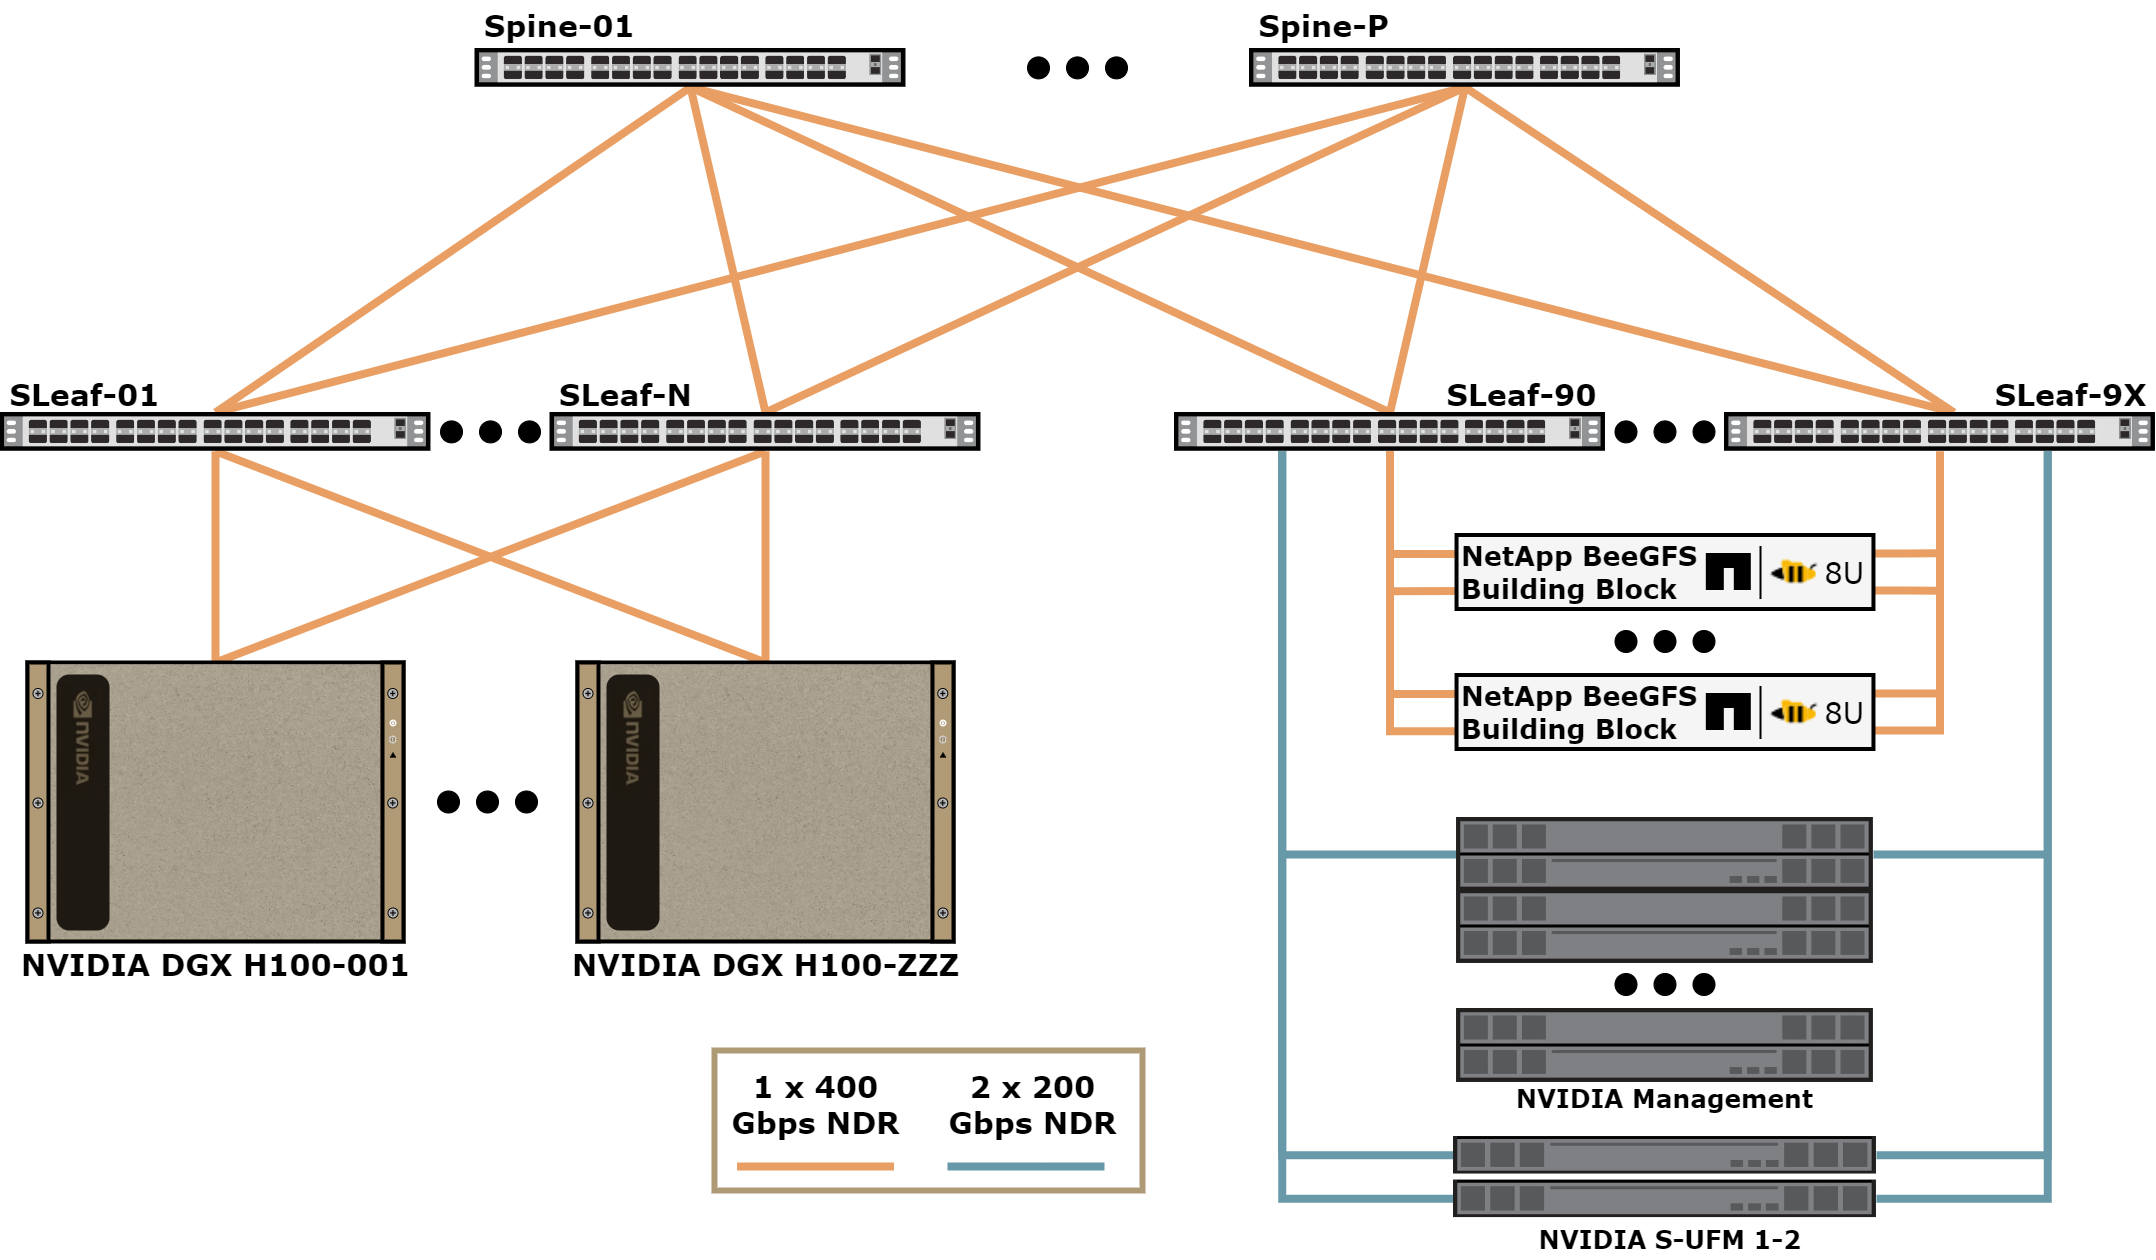 Spine-01
Spine-P
SLeaf-01
SLeaf-N
SLeaf-90
SLeaf-9X
NetApp BeeGFS
Building Block
8U
NetApp BeeGFS
Building Block
8U
NVIDIA
NVIDIA
NVIDIA DGX H100-001
NVIDIA DGX H100-ZZZ
1 x 400
Gbps NDR
2 x 200
Gbps NDR
NVIDIA Management
NVIDIA S-UFM 1-2